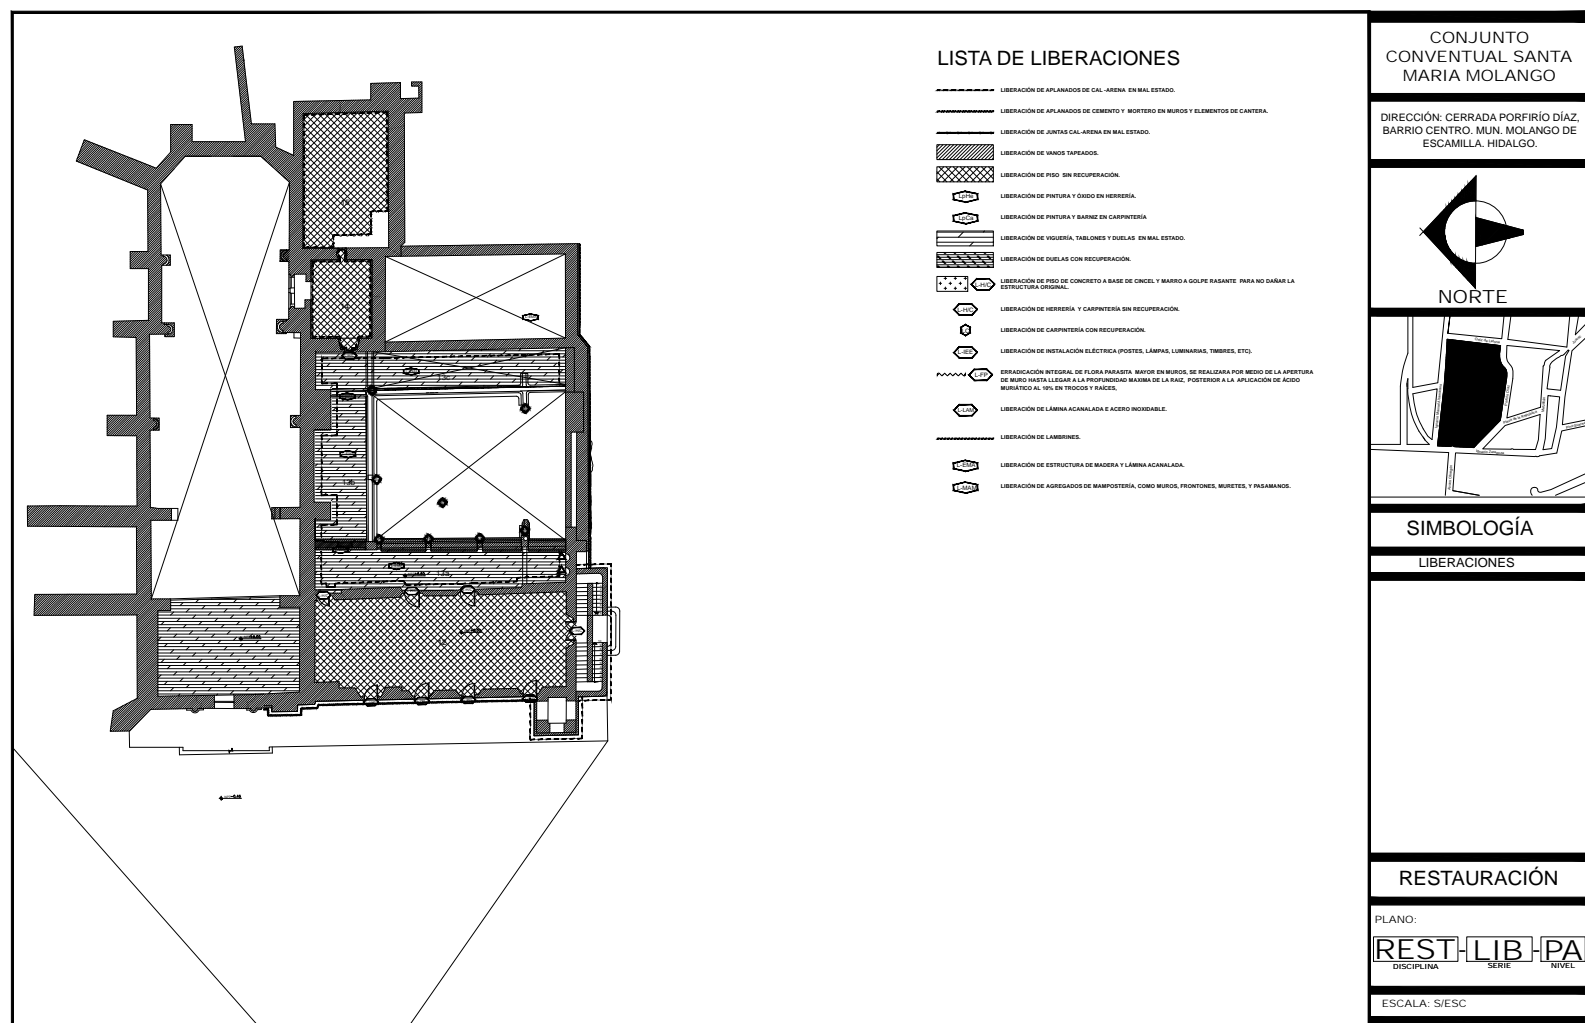 LISTA DE LIBERACIONES
LIBERACIÓN DE APLANADOS DE CAL -ARENA EN MAL ESTADO.
LIBERACIÓN DE APLANADOS DE CEMENTO Y MORTERO EN MUROS Y ELEMENTOS DE CANTERA.
LIBERACIÓN DE JUNTAS CAL-ARENA EN MAL ESTADO.
LIBERACIÓN DE VANOS TAPEADOS.
LIBERACIÓN DE PISO SIN RECUPERACIÓN.
LpHe LIBERACIÓN DE PINTURA Y ÓXIDO EN HERRERÍA.
LpCa LIBERACIÓN DE PINTURA Y BARNIZ EN CARPINTERÍA
LIBERACIÓN DE VIGUERÍA, TABLONES Y DUELAS EN MAL ESTADO.
LIBERACIÓN DE DUELAS CON RECUPERACIÓN.
L-H/C LIBERACIÓN DE PISO DE CONCRETO A BASE DE CINCEL Y MARRO A GOLPE RASANTE PARA NO DAÑAR LA
ESTRUCTURA ORIGINAL.
L-H/C LIBERACIÓN DE HERRERÍA Y CARPINTERÍA SIN RECUPERACIÓN.
LIBERACIÓN DE CARPINTERÍA CON RECUPERACIÓN.
L-IEE LIBERACIÓN DE INSTALACIÓN ELÉCTRICA (POSTES, LÁMPAS, LUMINARIAS, TIMBRES, ETC).
L-FP ERRADICACIÓN INTEGRAL DE FLORA PARASITA MAYOR EN MUROS, SE REALIZARA POR MEDIO DE LA APERTURA
DE MURO HASTA LLEGAR A LA PROFUNDIDAD MAXIMA DE LA RAIZ, POSTERIOR A LA APLICACIÓN DE ÁCIDO
MURIÁTICO AL 10% EN TROCOS Y RAÍCES,
L-LAM LIBERACIÓN DE LÁMINA ACANALADA E ACERO INOXIDABLE.
LIBERACIÓN DE LAMBRINES.
L-EMA LIBERACIÓN DE ESTRUCTURA DE MADERA Y LÁMINA ACANALADA.
L-MAM LIBERACIÓN DE AGREGADOS DE MAMPOSTERÍA, COMO MUROS, FRONTONES, MURETES, Y PASAMANOS.
CONJUNTO
CONVENTUAL SANTA
MARIA MOLANGO
DIRECCIÓN: CERRADA PORFIRÍO DÍAZ,
BARRIO CENTRO. MUN. MOLANGO DE
ESCAMILLA. HIDALGO.
NORTE
SIMBOLOGÍA
LIBERACIONES
RESTAURACIÓN
PLANO:
REST-LIB-PA
DISCIPLINA SERIE NIVEL
ESCALA: S/ESC